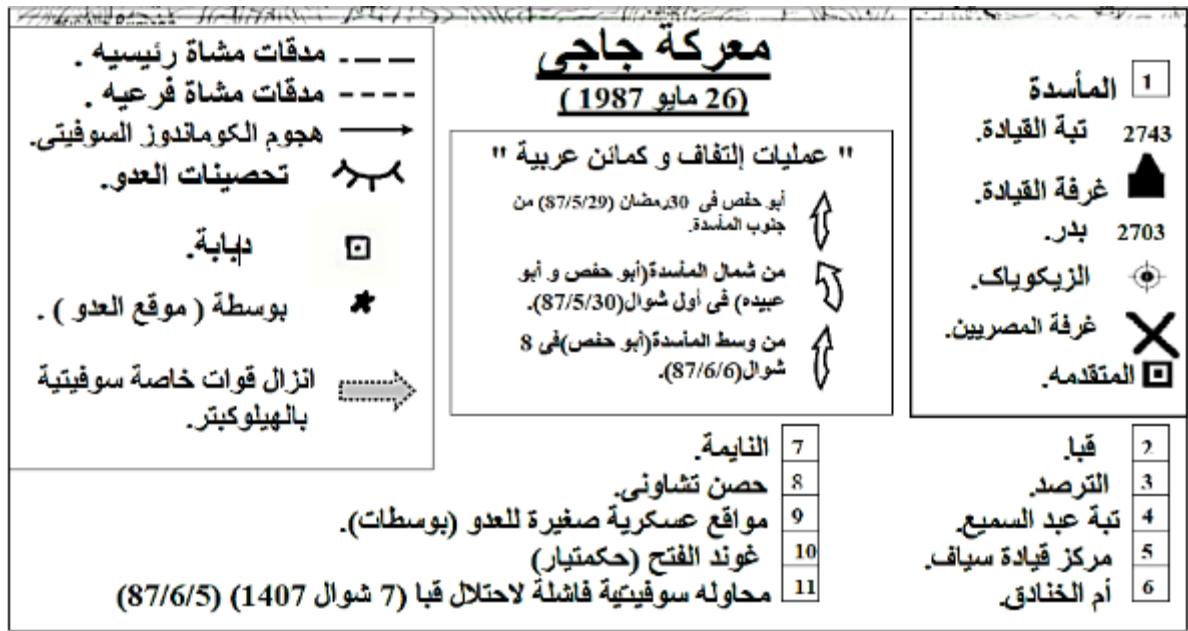 معركة جاجى
(26 مايو 1987 )
1 المأسدة
2743 تبة القيادة.
غرفة القيادة.
2703 بدر.
الزيكوياك.
غرفة المصريين.
المتقدمه.
" عمليات إلتفاف و كمائن عربية "
أبو حفص فى 30رمضان (87/5/29) من
جنوب المأسدة.
من شمال المأسدة(أبو حفص و أبو
عبيده) فى أول شوال(87/5/30).
من وسط المأسدة(أبو حفص)فى 8
شوال(87/6/6).
مدقات مشاة رئيسيه .
مدقات مشاة فرعيه .
هجوم الكوماندوز السوفيتى.
تحصينات العدو.
دبابة.
بوسطة ( موقع العدو ) .
انزال قوات خاصة سوفيتية
بالهيلوكبتر.
2 قبا.
3 الترصد.
4 تبة عبد السميع.
5 مركز قيادة سياف.
6 أم الخنادق.
7 النايمة.
8 حصن تشاونى.
9 مواقع عسكرية صغيرة للعدو (بوسطات).
10 غوند الفتح (حكمتيار)
11 محاوله سوفيتية فاشلة لاحتلال قبا (7 شوال 1407) (87/6/5)